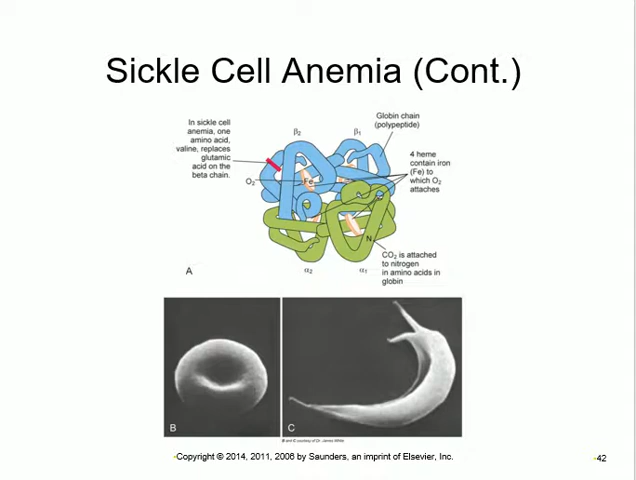 Sickle Cell Anemia (Cont.)
In sickle cell
anemia, one
amino acid,
valine, replaces
glutamic
acid on the
beta chain.
β2
β1
Globin chain
(polypeptide)
O2
Fe
4 heme
contain iron
(Fe) to
which O2
attaches
N
CO2 is attached
to nitrogen
in amino acids in
globin
α2
α1
A
B
C
B and C courtesy of Dr. James White
•Copyright © 2014, 2011, 2006 by Saunders, an imprint of Elsevier, Inc.
•42